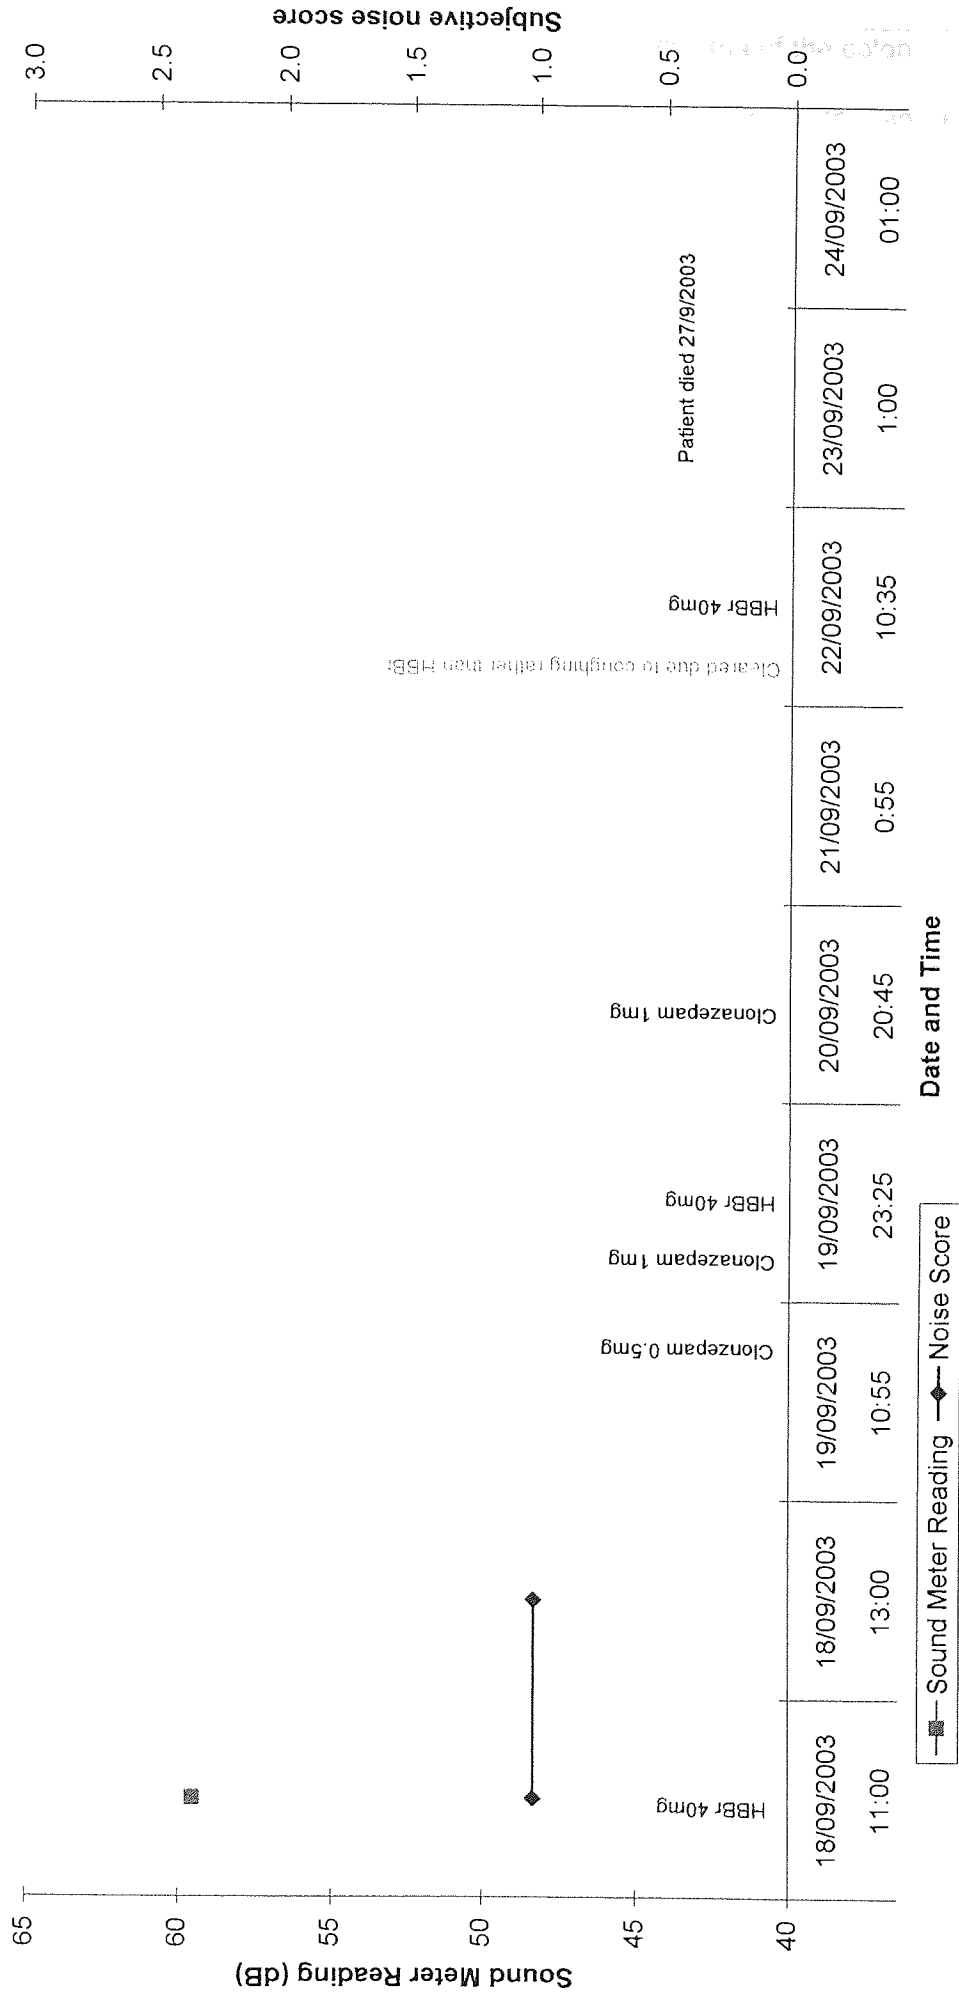 Sound Meter Reading (dB)
65
60
55
50
45
40
Subjective noise score
3.0
2.5
2.0
1.5
1.0
0.5
0.0
HBBr 40mg
Clonzepam 0.5mg
Clonazepam 1mg
HBBr 40mg
Clonazepam 1mg
Cleared due to coughing rather than HBBr
HBBr 40mg
Patient died 27/9/2003
18/09/2003 18/09/2003 19/09/2003 19/09/2003 20/09/2003 21/09/2003 22/09/2003 23/09/2003 24/09/2003
11:00 13:00 10:55 23:25 20:45 0:55 10:35 1:00 01:00
Date and Time
Sound Meter Reading Noise Score
of the colon